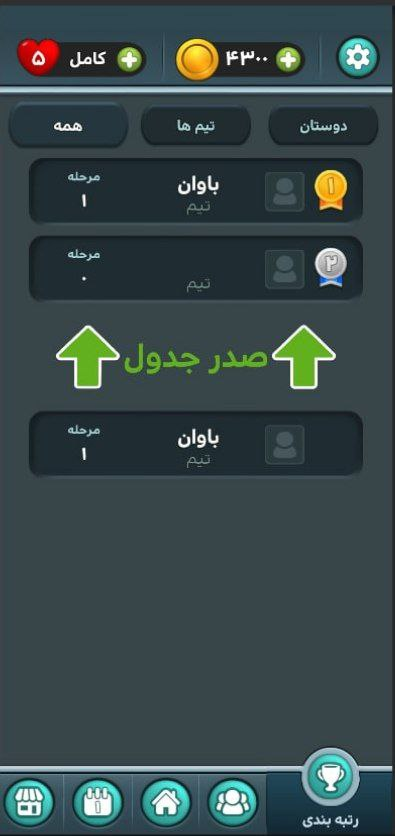 ۴۳۰۰ کامل ۵
دوستان تیم ها همه
۱ باوان مرحله
تیم ۱
۲ مرحله
تیم ۰
صدر جدول
باوان مرحله
تیم ۱
1
رتبه بندی